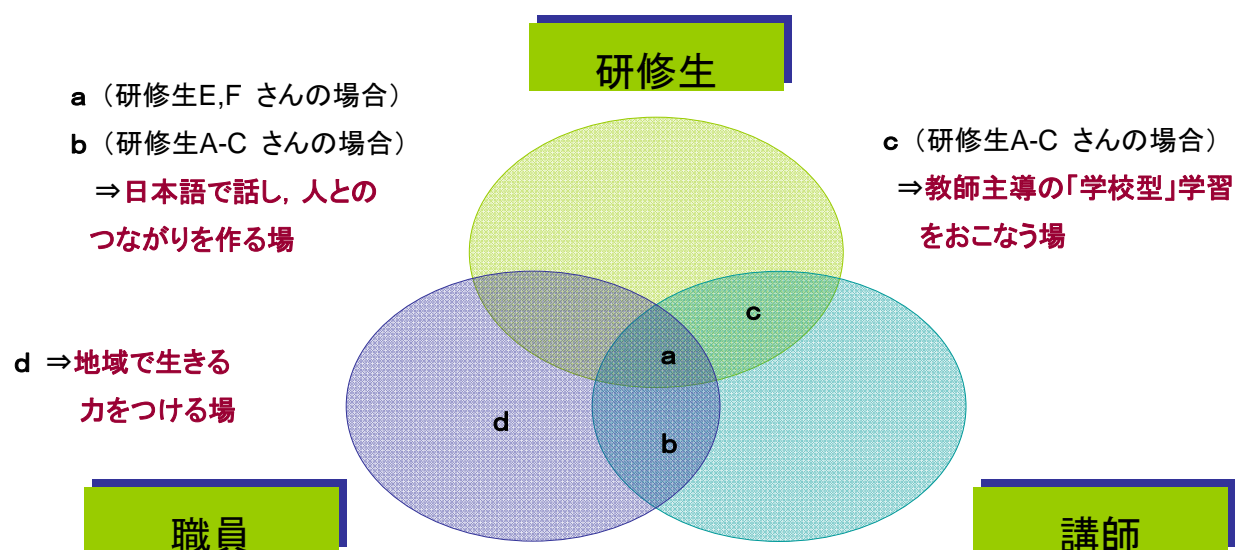 研修生
a（研修生E,F さんの場合）
b（研修生A-C さんの場合）
⇒日本語で話し，人との
つながりを作る場
c（研修生A-C さんの場合）
⇒教師主導の「学校型」学習
をおこなう場
d ⇒地域で生きる
力をつける場
c
a
d
b
職員
講師